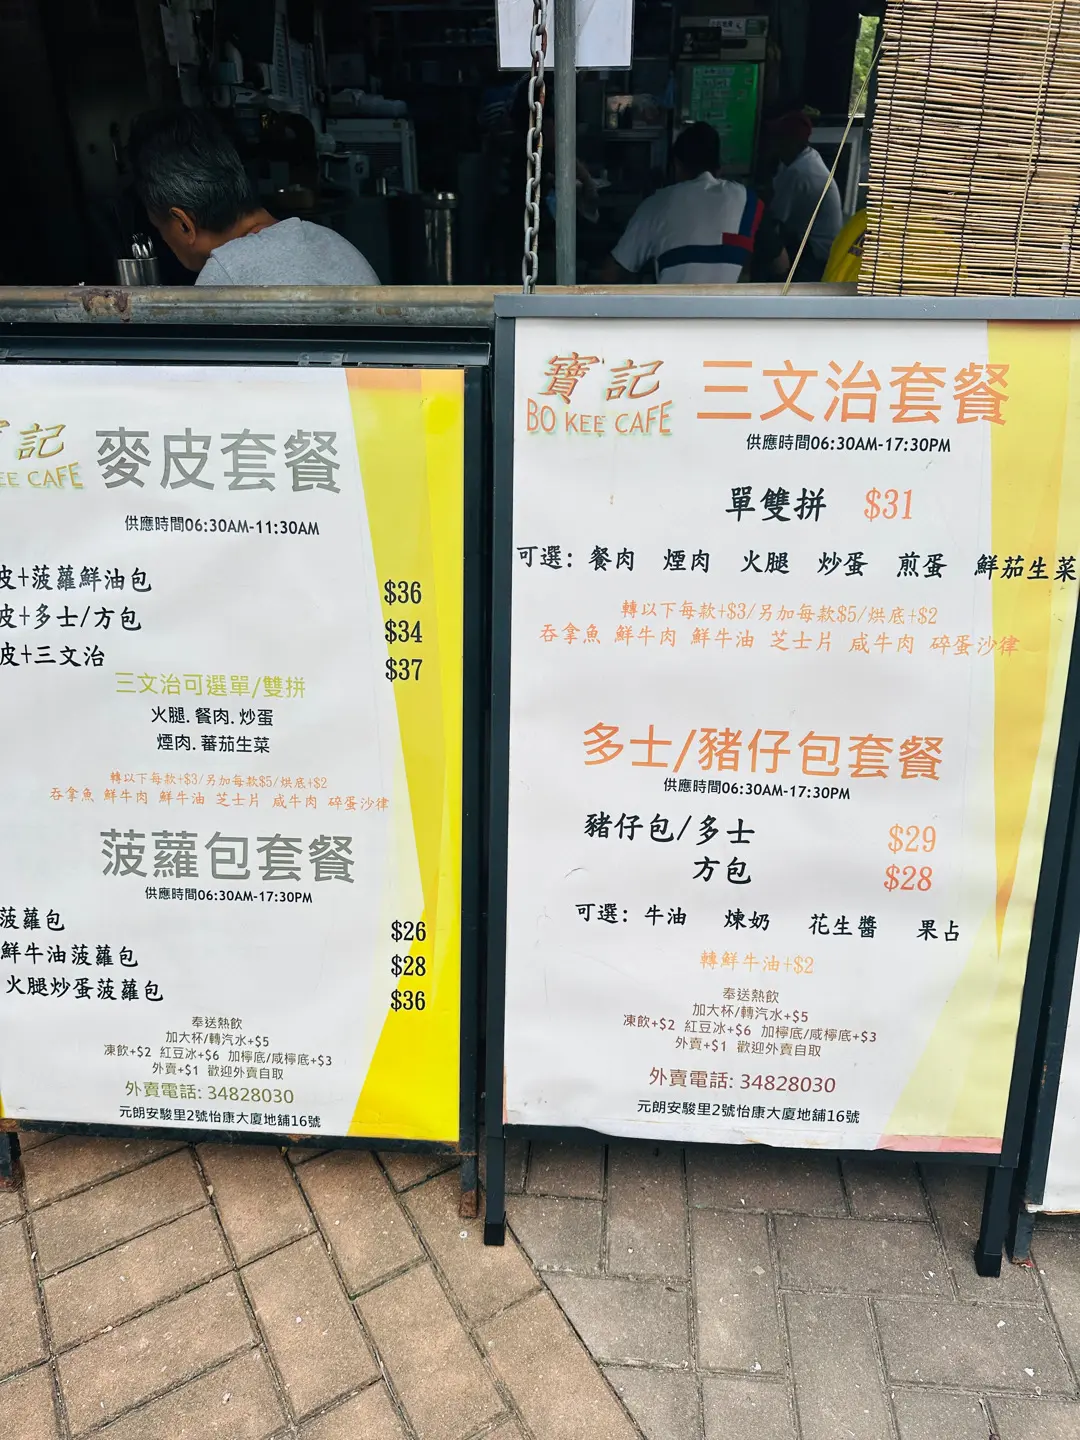 記
EE CAFE
麥皮套餐
供應時間06:30AM-11:30AM
皮+菠蘿鮮油包 $36
皮+多士/方包 $34
皮+三文治 $37
三文治可選單/雙拼
火腿.餐肉.炒蛋
煙肉.蕃茄生菜
轉以下每款+$3/另加每款$5/烘底+$2
吞拿魚 鮮牛肉 鮮牛油 芝士片 咸牛肉 碎蛋沙律
菠蘿包套餐
供應時間06:30AM-17:30PM
菠蘿包 $26
鮮牛油菠蘿包 $28
火腿炒蛋菠蘿包 $36
奉送熱飲
加大杯/轉汽水+$5
凍飲+$2 紅豆冰+$6 加檸底/咸檸底+$3
外賣+$1 歡迎外賣自取
外賣電話: 34828030
元朗安駿里2號怡康大廈地舖16號
寶記
BO KEE CAFE
三文治套餐
供應時間06:30AM-17:30PM
單雙拼 $31
可選: 餐肉 煙肉 火腿 炒蛋 煎蛋 鮮茄生菜
轉以下每款+$3/另加每款$5/烘底+$2
吞拿魚 鮮牛肉 鮮牛油 芝士片 咸牛肉 碎蛋沙律
多士/豬仔包套餐
供應時間06:30AM-17:30PM
豬仔包/多士 $29
方包 $28
可選: 牛油 煉奶 花生醬 果占
轉鮮牛油+$2
奉送熱飲
加大杯/轉汽水+$5
凍飲+$2 紅豆冰+$6 加檸底/咸檸底+$3
外賣+$1 歡迎外賣自取
外賣電話: 34828030
元朗安駿里2號怡康大廈地舖16號